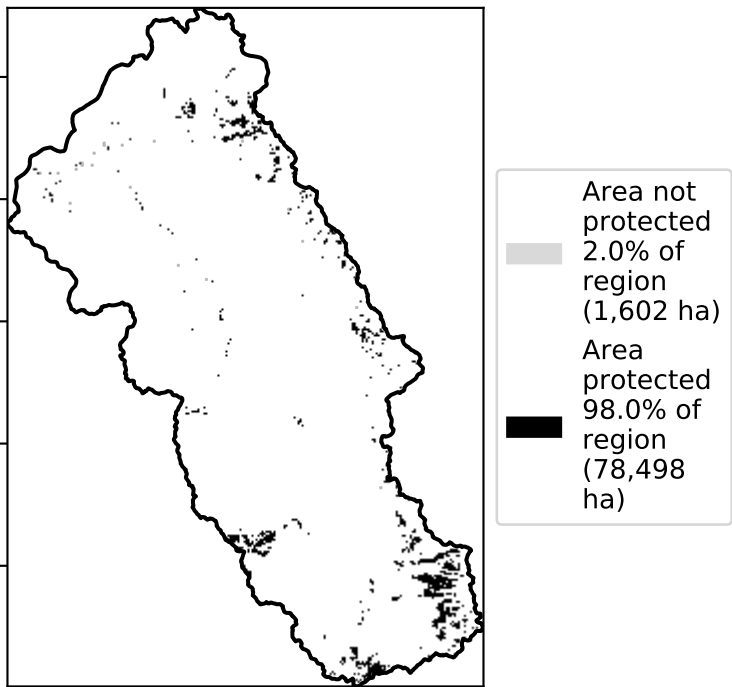 Area not
protected
2.0% of
region
(1,602 ha)
Area
protected
98.0% of
region
(78,498
ha)